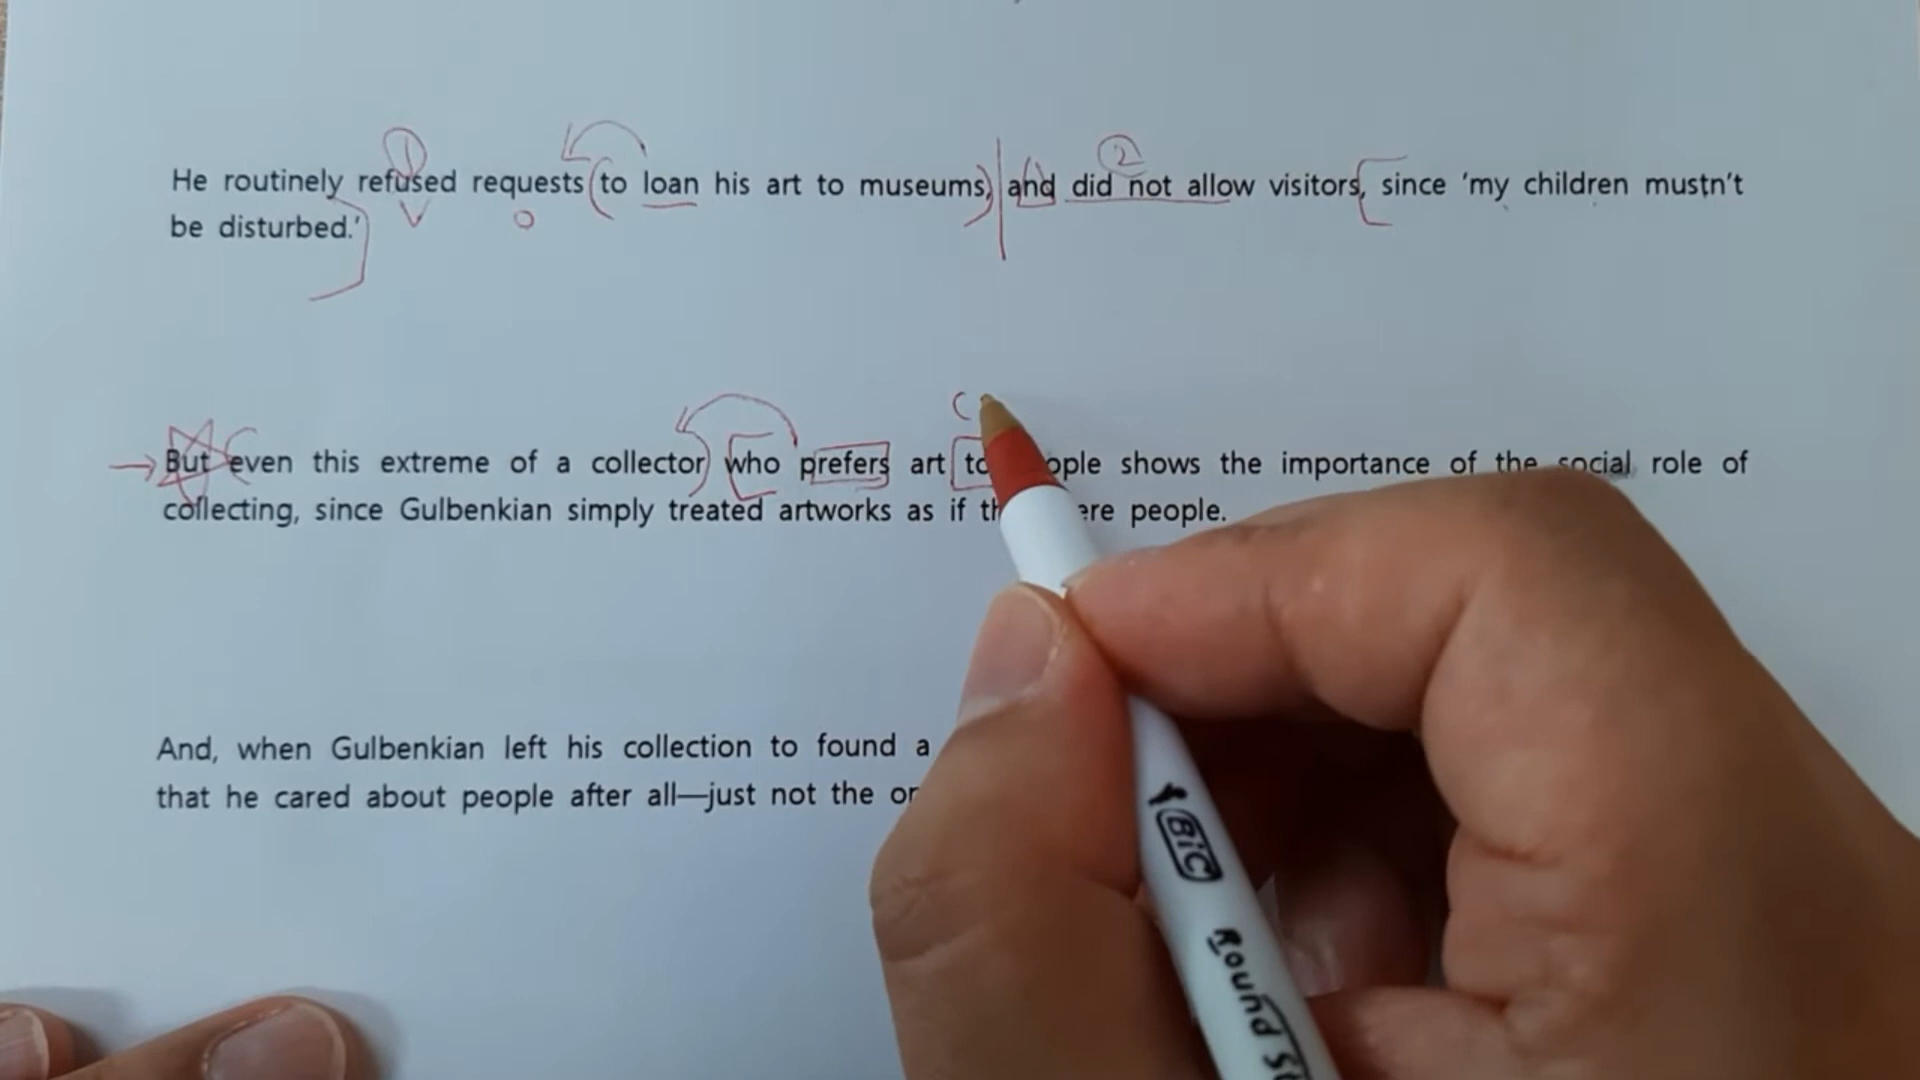 He routinely refused requests to loan his art to museums, and did not allow visitors, since 'my children mustn't
be disturbed.'
But even this extreme of a collector who prefers art to shows the importance of the social role of
collecting, since Gulbenkian simply treated artworks as if people.
And, when Gulbenkian left his collection to found a
that he cared about people after all—just not the
1
2
V
O
BIC
Round